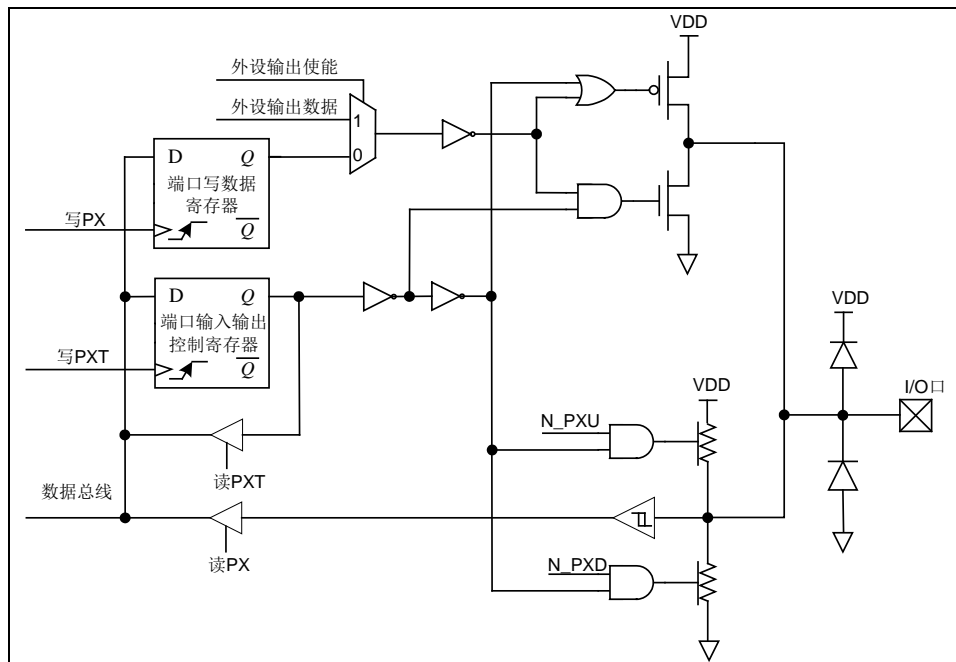 VDD
外设输出使能
外设输出数据
1
0
D Q
端口写数据
寄存器
写PX
Q
D Q
端口输入输出
控制寄存器
写PXT
Q
VDD
I/O口
VDD
N_PXU
读PXT
数据总线
读PX
N_PXD